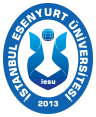 İSTANBUL ESENYURT ÜNİVERSİTESİ
iesu
2013